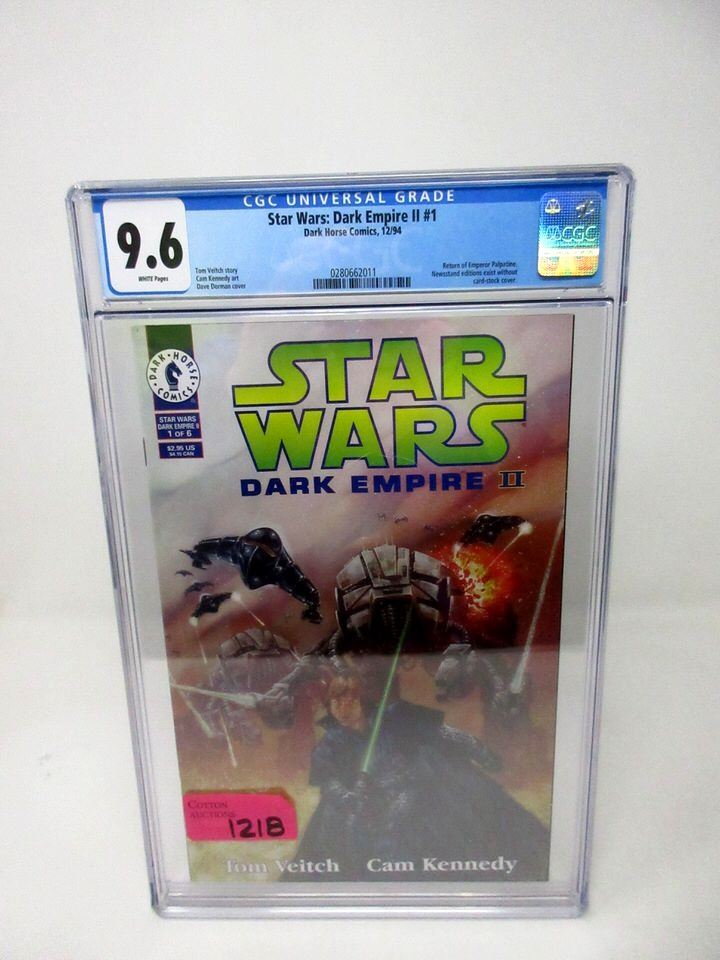 CGC UNIVERSAL GRADE
9.6
WHITE Pages
Star Wars: Dark Empire II #1
Dark Horse Comics, 12/94
Tom Veitch story
Cam Kennedy art
Dave Dorman cover
0280662011
Return of Emperor Palpatine.
Newsstand editions exist without
card-stock cover.
CGC
DARK HORSE
COMICS
STAR WARS
DARK EMPIRE II
1 OF 6
$2.95 US
$4.15 CAN
STAR
WARS
DARK EMPIRE II
COTTON
AUCTIONS
1218
Tom Veitch Cam Kennedy